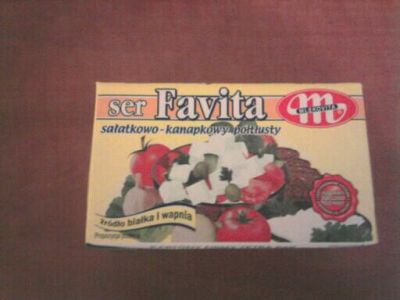 ser Favita
MLEKOVITA
sałatkowo-kanapkowy półtłusty
źródło białka i wapnia